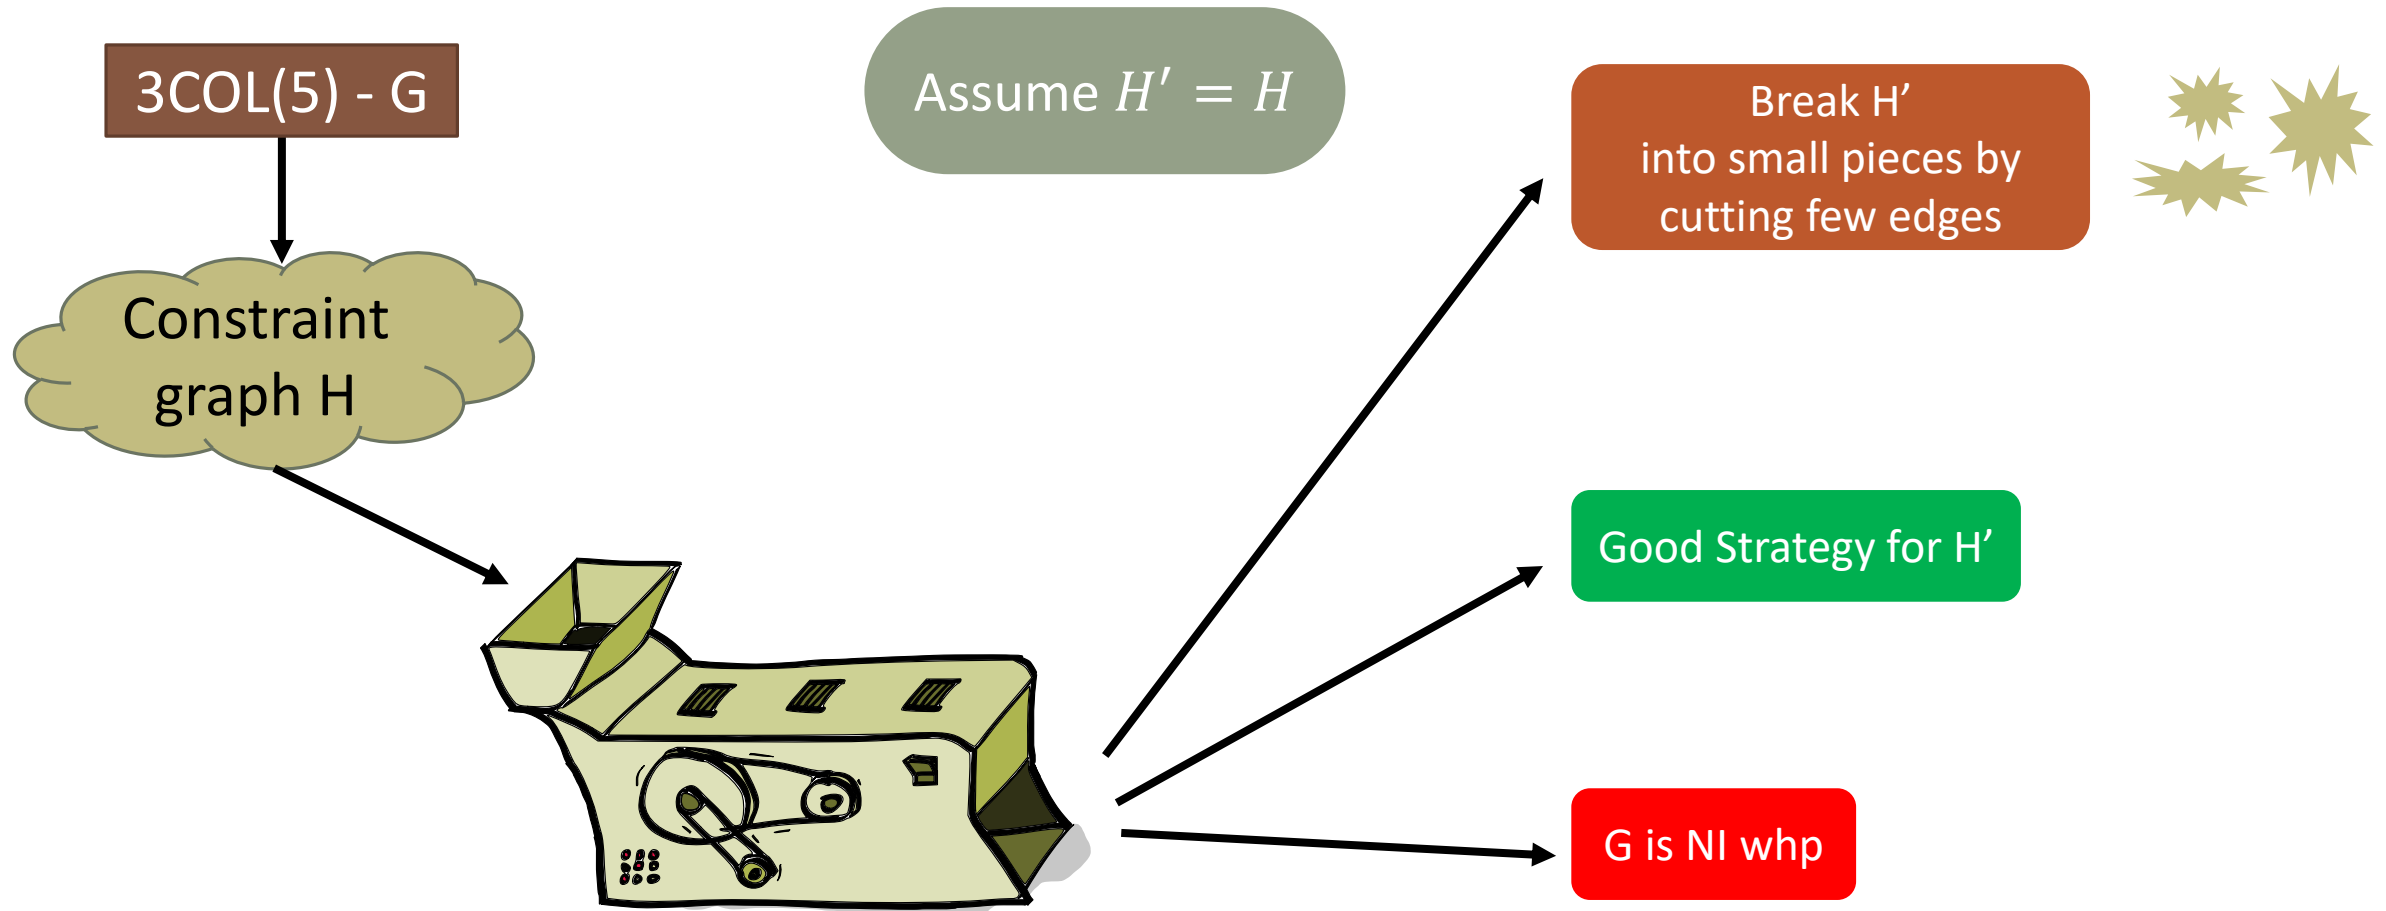 3COL(5) - G
Assume H′ = H
Break H’
into small pieces by
cutting few edges
Constraint
graph H
Good Strategy for H’
G is NI whp